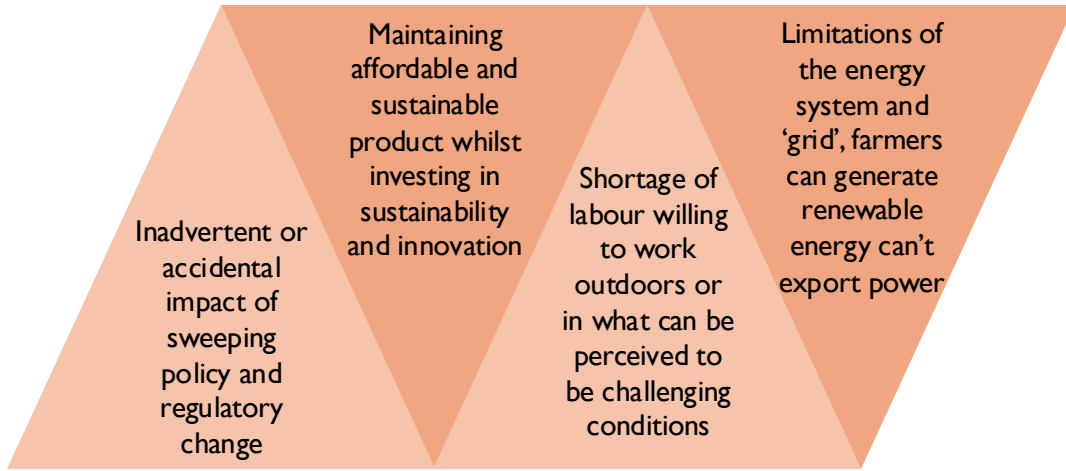 Inadvertent or
accidental
impact of
sweeping
policy and
regulatory
change
Maintaining
affordable and
sustainable
product whilst
investing in
sustainability
and innovation
Shortage of
labour willing
to work
outdoors or
in what can be
perceived to
be challenging
conditions
Limitations of
the energy
system and
‘grid’, farmers
can generate
renewable
energy can’t
export power